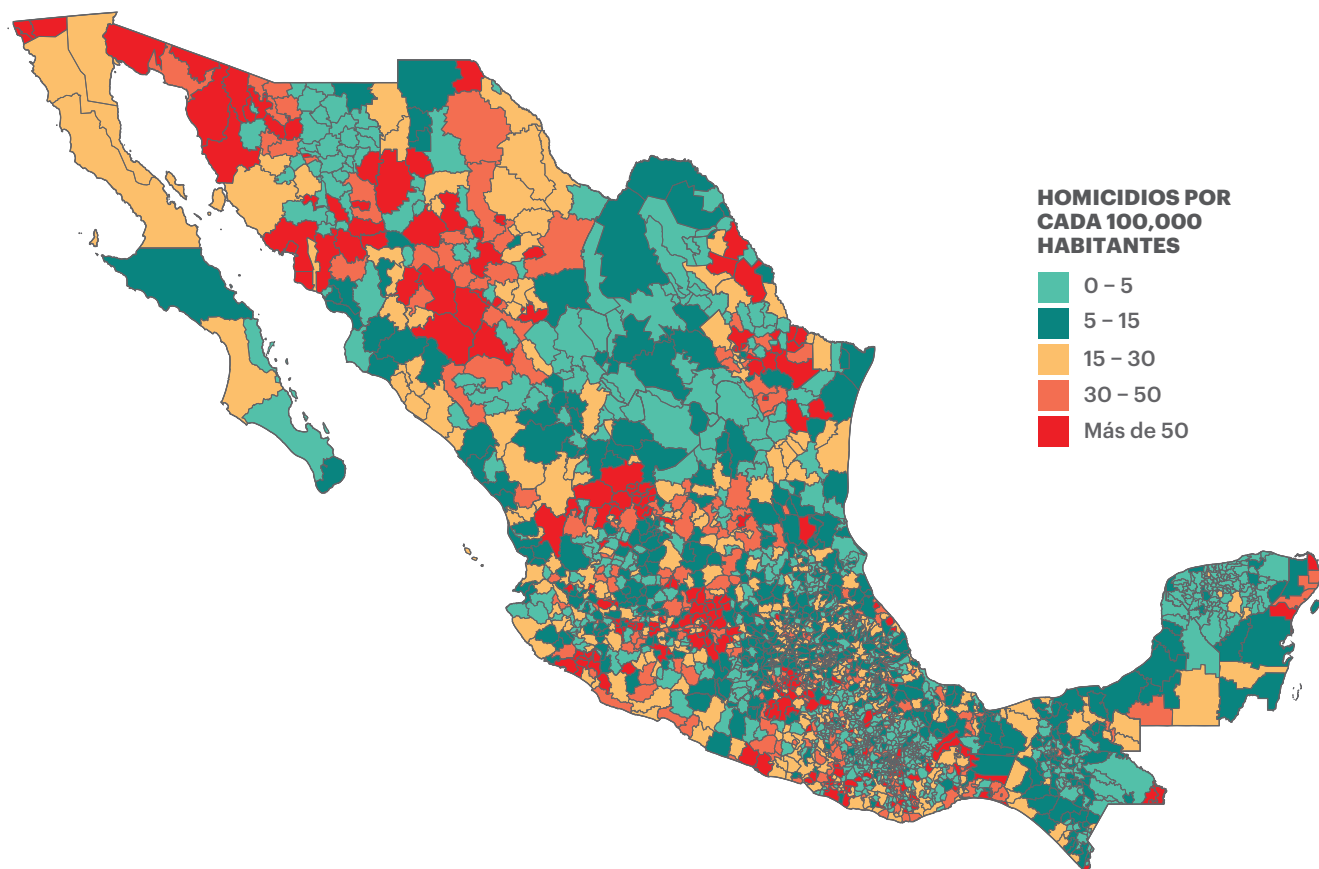 HOMICIDIOS POR
CADA 100,000
HABITANTES
0 – 5
5 – 15
15 – 30
30 – 50
Más de 50